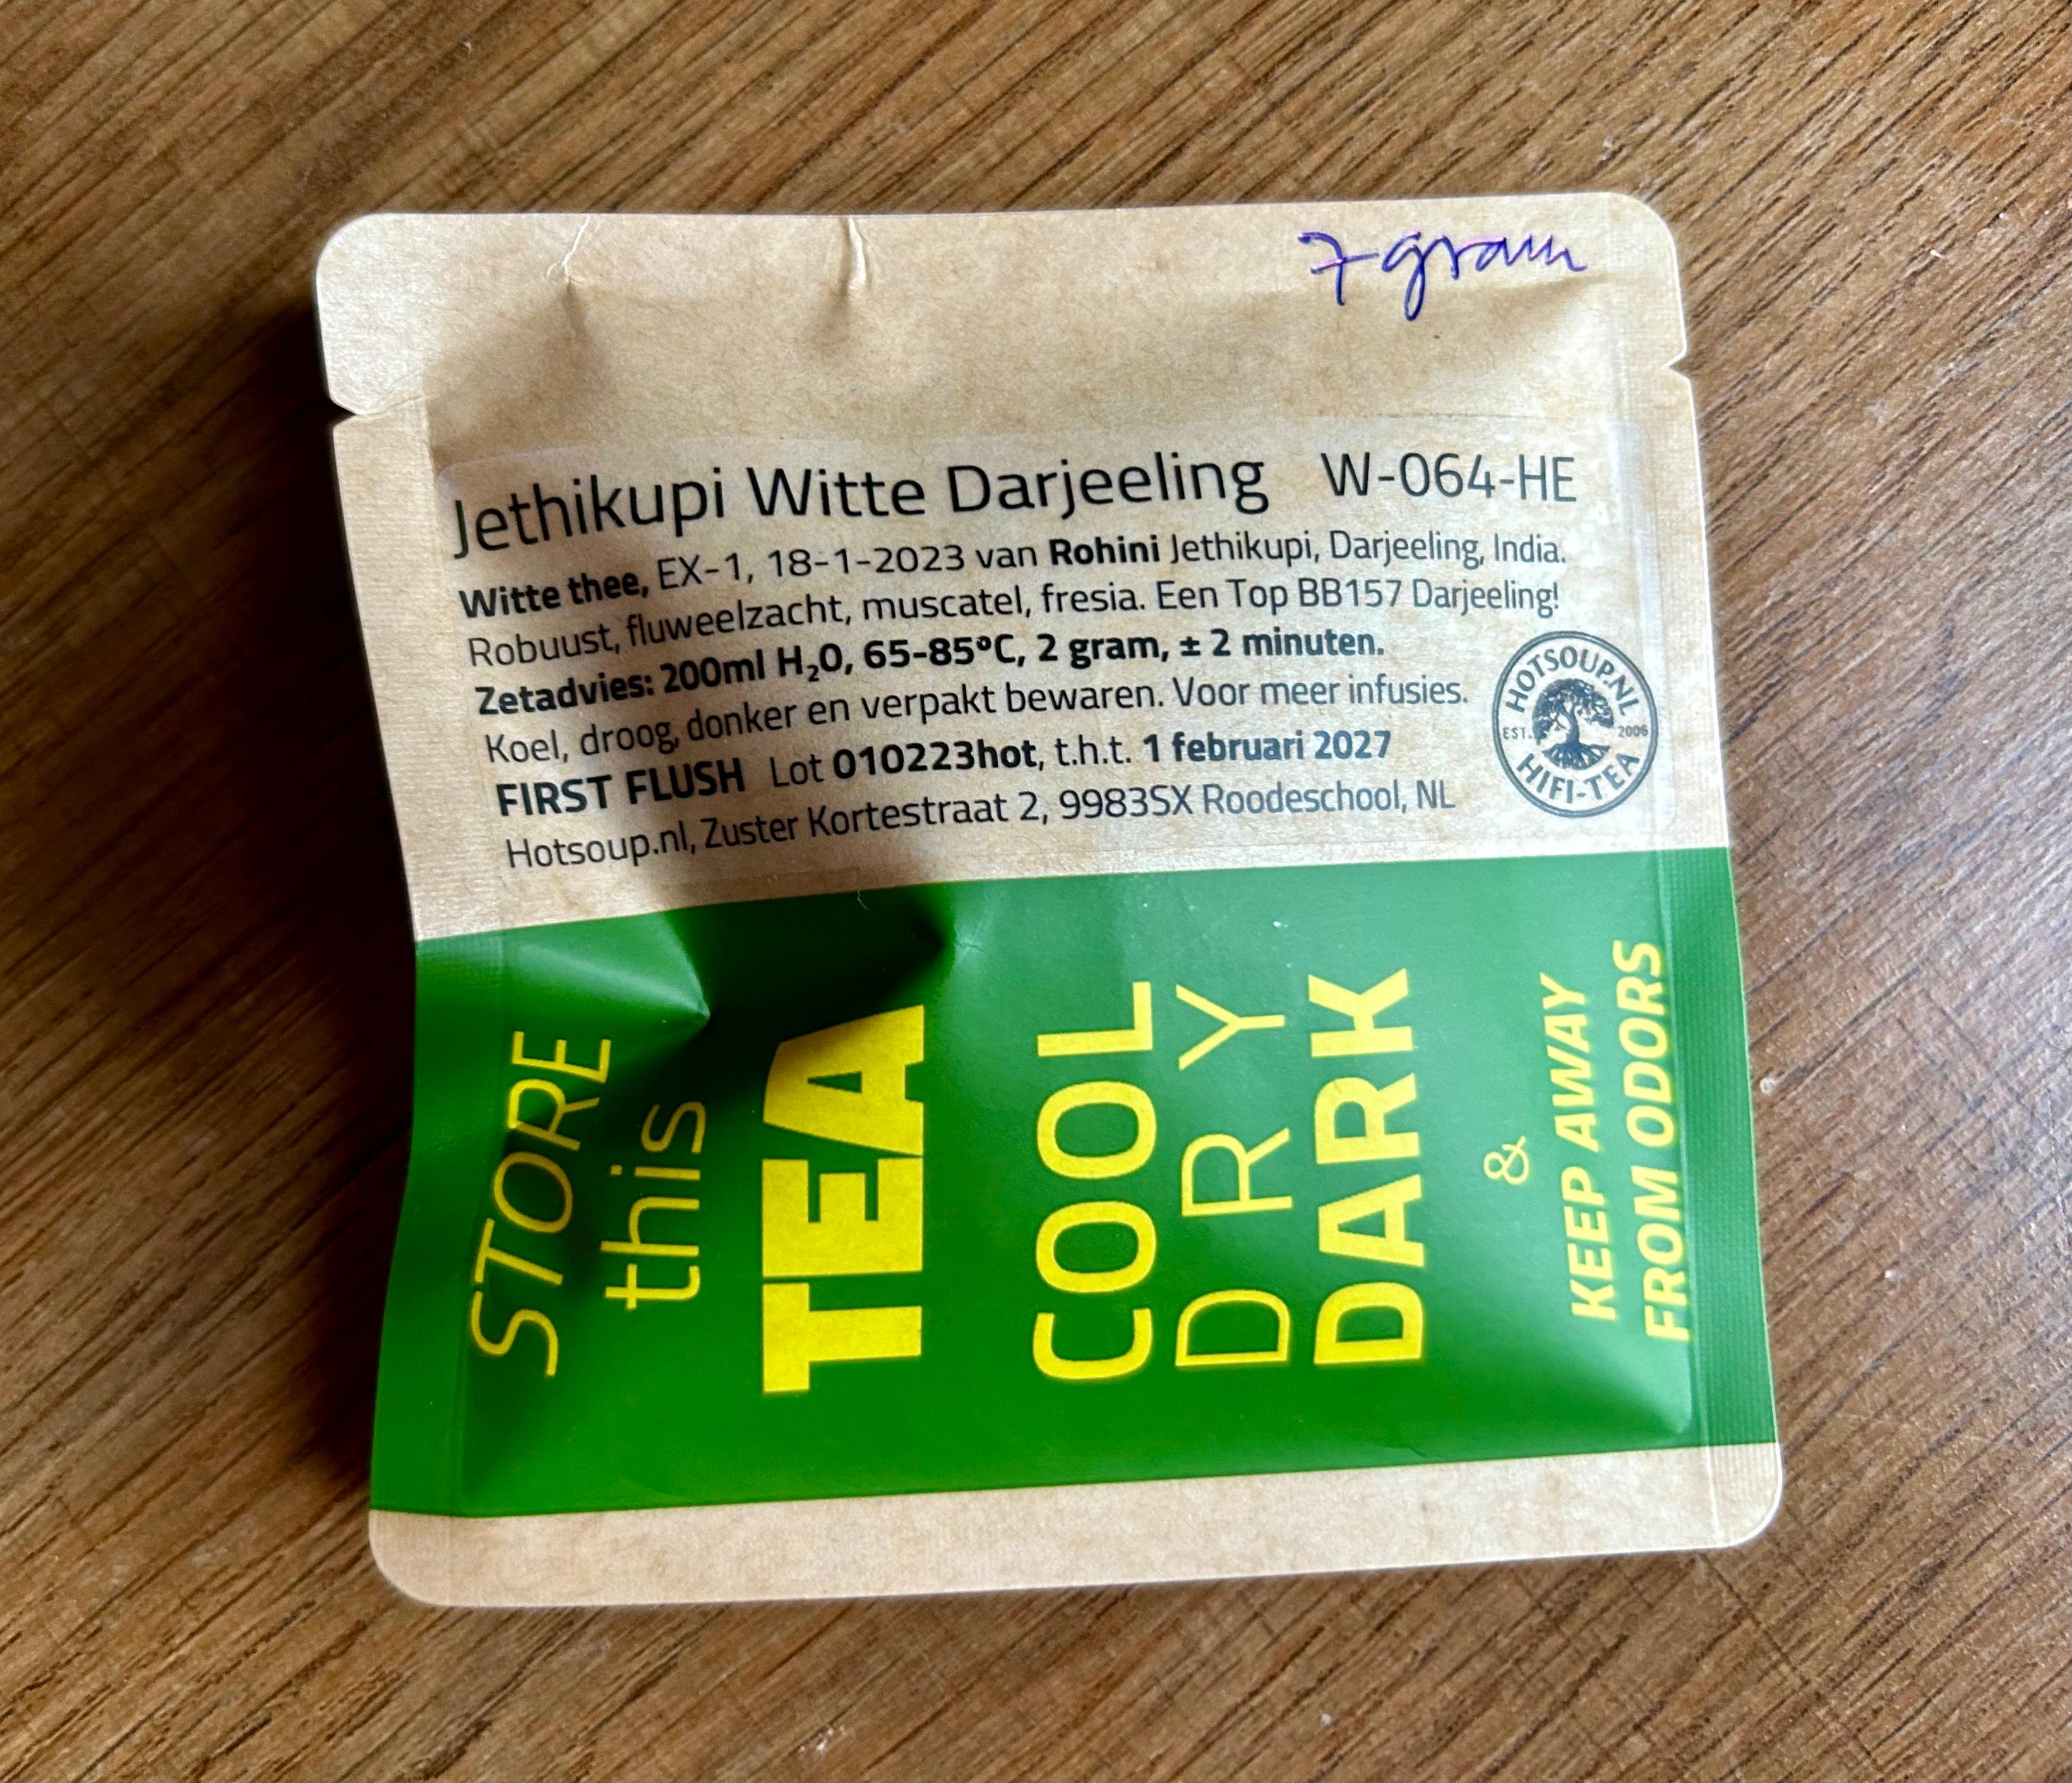 7 gram
Jethikupi Witte Darjeeling W-064-HE
Witte thee, EX-1, 18-1-2023 van Rohini Jethikupi, Darjeeling, India.
Robuust, fluweelzacht, muscatel, fresia. Een Top BB157 Darjeeling!
Zetadvies: 200ml H₂O, 65-85°C, 2 gram, ± 2 minuten.
Koel, droog, donker en verpakt bewaren. Voor meer infusies.
FIRST FLUSH Lot 010223hot, t.h.t. 1 februari 2027
Hotsoup.nl, Zuster Kortestraat 2, 9983SX Roodeschool, NL
HOTSOUP.NL
EST. 2006
HIFI-TEA
STORE
this
TEA
COOL
DRY
DARK
&
KEEP AWAY
FROM ODORS